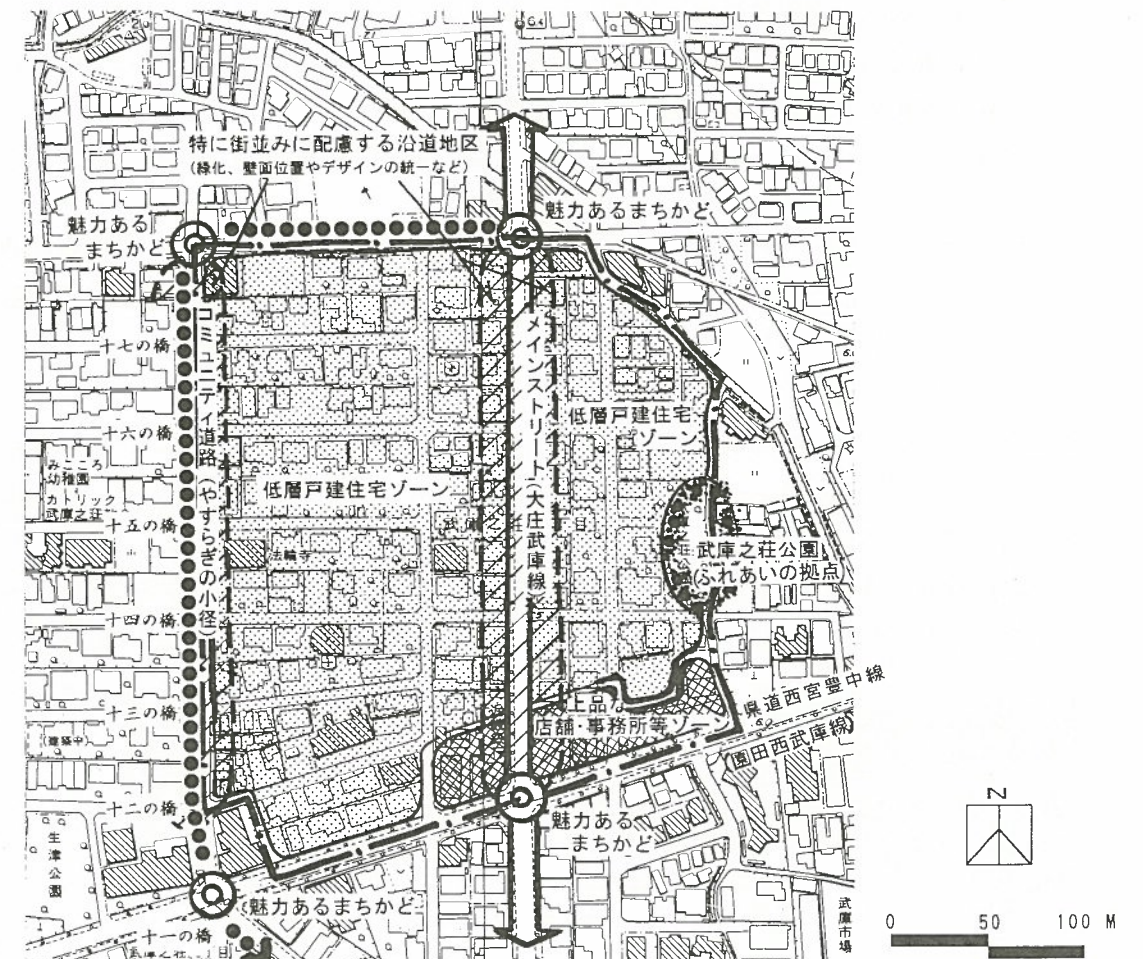 特に街並みに配慮する沿道地区
(緑化、壁面位置やデザインの統一など)
魅力あるまちかど
魅力ある
まちかど
十七の橋
コミュニティ道路(やすらぎの小径)
メインストリート(大庄武庫線)
低層戸建住宅
ゾーン
十六の橋
みこころ
幼稚園
カトリック
武庫之荘
低層戸建住宅ゾーン
十五の橋
法輪寺
武庫之荘公園
(ふれあいの拠点)
十四の橋
十三の橋
(建築中)
上品な
店舗・事務所等ゾーン
県道西宮豊中線
(園田西武庫線)
十二の橋
生津公園
魅力ある
まちかど
魅力あるまちかど
十一の橋
武庫市場
N
0 50 100 M